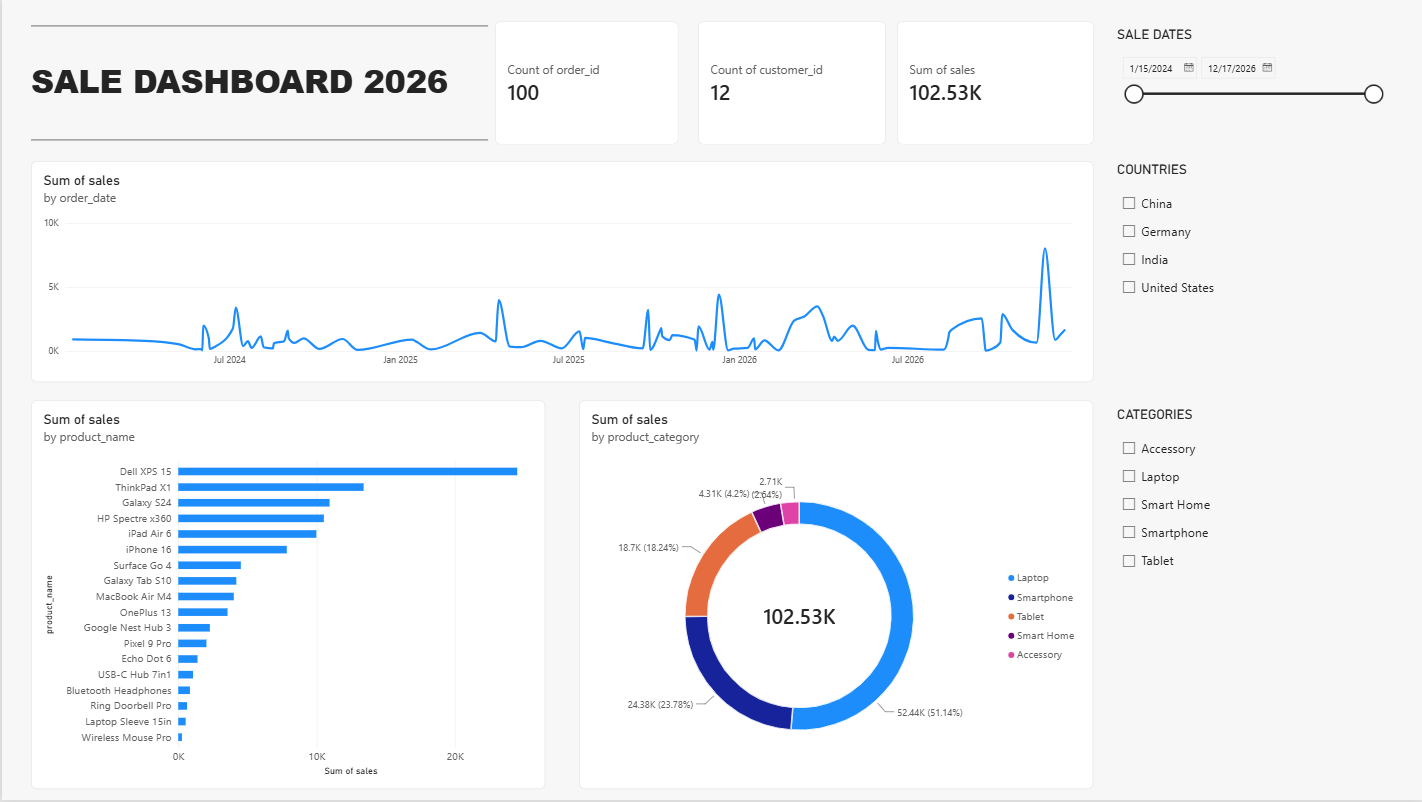 SALE DASHBOARD 2026
Count of order_id
100
Count of customer_id
12
Sum of sales
102.53K
SALE DATES
1/15/2024
12/17/2026
Sum of sales
by order_date
10K
5K
0K
Jul 2024
Jan 2025
Jul 2025
Jan 2026
Jul 2026
COUNTRIES
China
Germany
India
United States
Sum of sales
by product_name
product_name
Dell XPS 15
ThinkPad X1
Galaxy S24
HP Spectre x360
iPad Air 6
iPhone 16
Surface Go 4
Galaxy Tab S10
MacBook Air M4
OnePlus 13
Google Nest Hub 3
Pixel 9 Pro
Echo Dot 6
USB-C Hub 7in1
Bluetooth Headphones
Ring Doorbell Pro
Laptop Sleeve 15in
Wireless Mouse Pro
0K
10K
20K
Sum of sales
Sum of sales
by product_category
2.71K
(2.64%)
4.31K (4.2%)
18.7K (18.24%)
24.38K (23.78%)
52.44K (51.14%)
102.53K
Laptop
Smartphone
Tablet
Smart Home
Accessory
CATEGORIES
Accessory
Laptop
Smart Home
Smartphone
Tablet